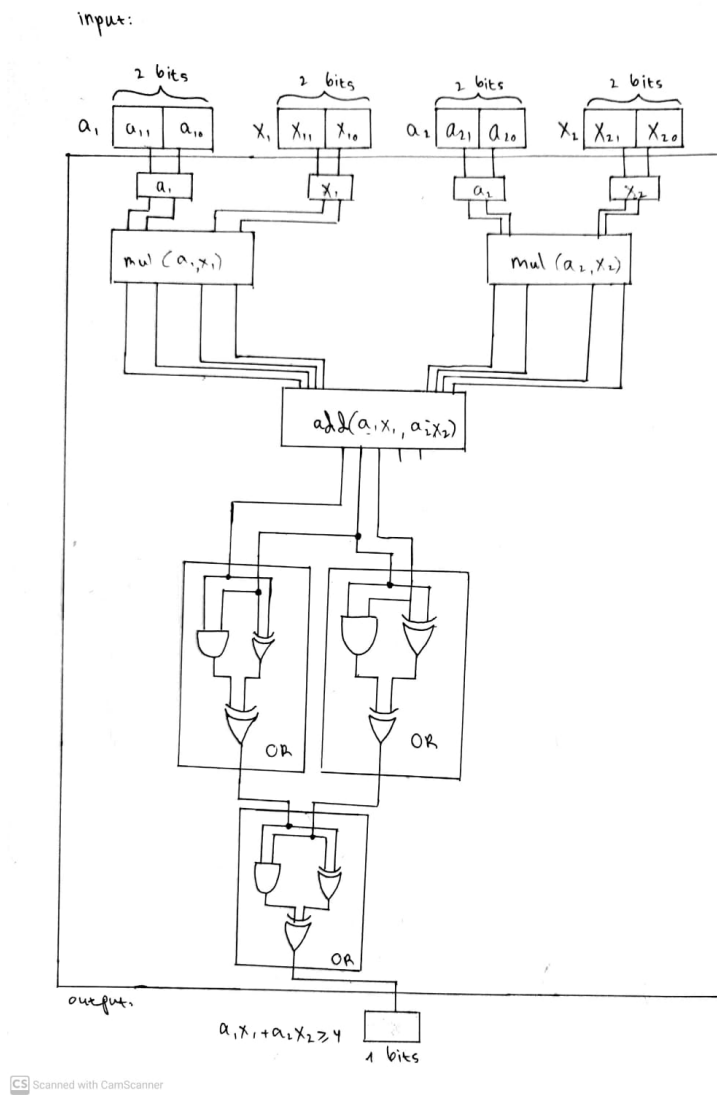 input:
2 bits 2 bits 2 bits 2 bits
a₁ a₁₁ a₁₀ x₁ x₁₁ x₁₀ a₂ a₂₁ a₂₀ x₂ x₂₁ x₂₀
a₁ x₁ a₂ x₂
mul (a₁,x₁) mul (a₂,x₂)
add(a₁x₁, a₂x₂)
OR OR
OR
output.
a₁x₁+a₂x₂≥4
1 bits
CS Scanned with CamScanner